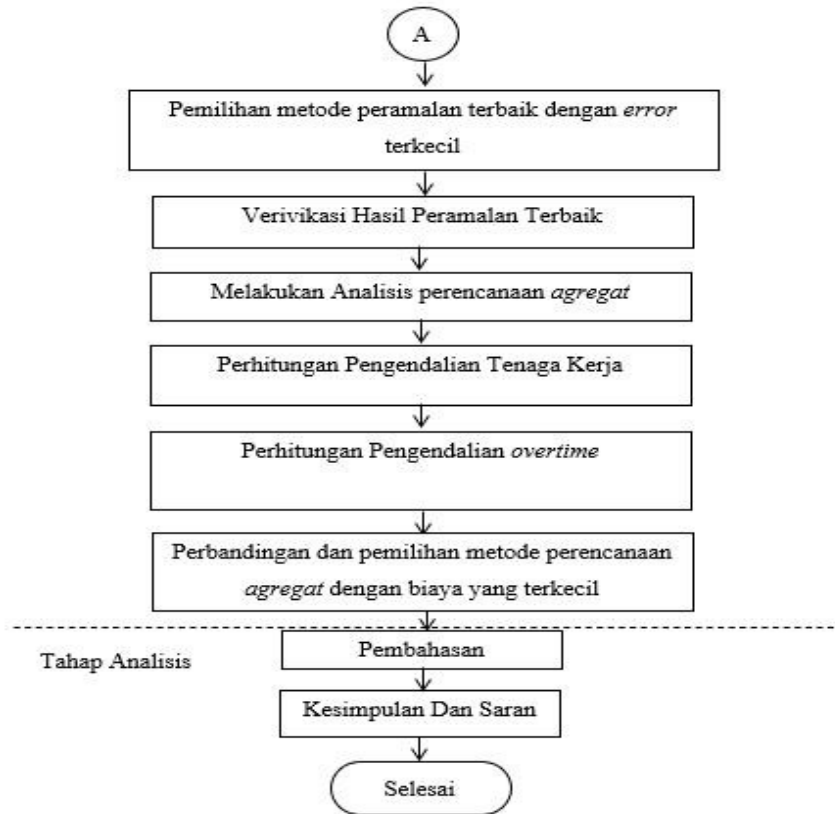 A
Pemilihan metode peramalan terbaik dengan error
terkecil
Verivikasi Hasil Peramalan Terbaik
Melakukan Analisis perencanaan agregat
Perhitungan Pengendalian Tenaga Kerja
Perhitungan Pengendalian overtime
Perbandingan dan pemilihan metode perencanaan
agregat dengan biaya yang terkecil
Tahap Analisis
Pembahasan
Kesimpulan Dan Saran
Selesai